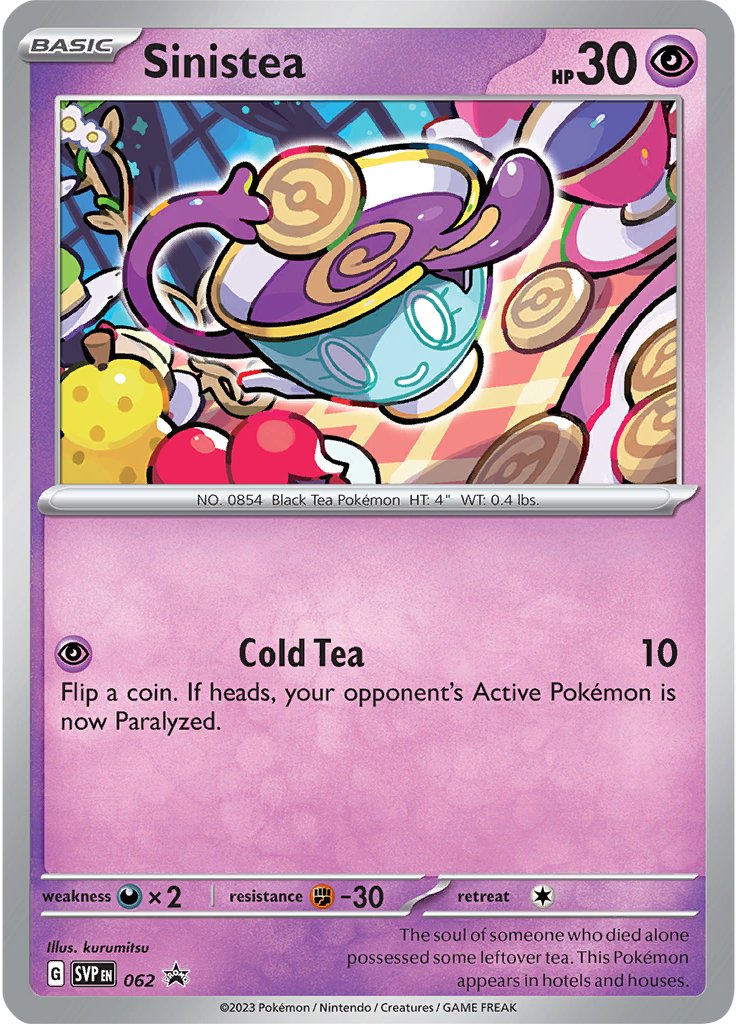 BASIC
Sinistea
HP 30
NO. 0854 Black Tea Pokémon HT: 4" WT: 0.4 lbs.
Cold Tea 10
Flip a coin. If heads, your opponent's Active Pokémon is
now Paralyzed.
weakness ×2 resistance -30 retreat
Illus. kurumitsu
G SVP EN 062
The soul of someone who died alone
possessed some leftover tea. This Pokémon
appears in hotels and houses.
©2023 Pokémon / Nintendo / Creatures / GAME FREAK